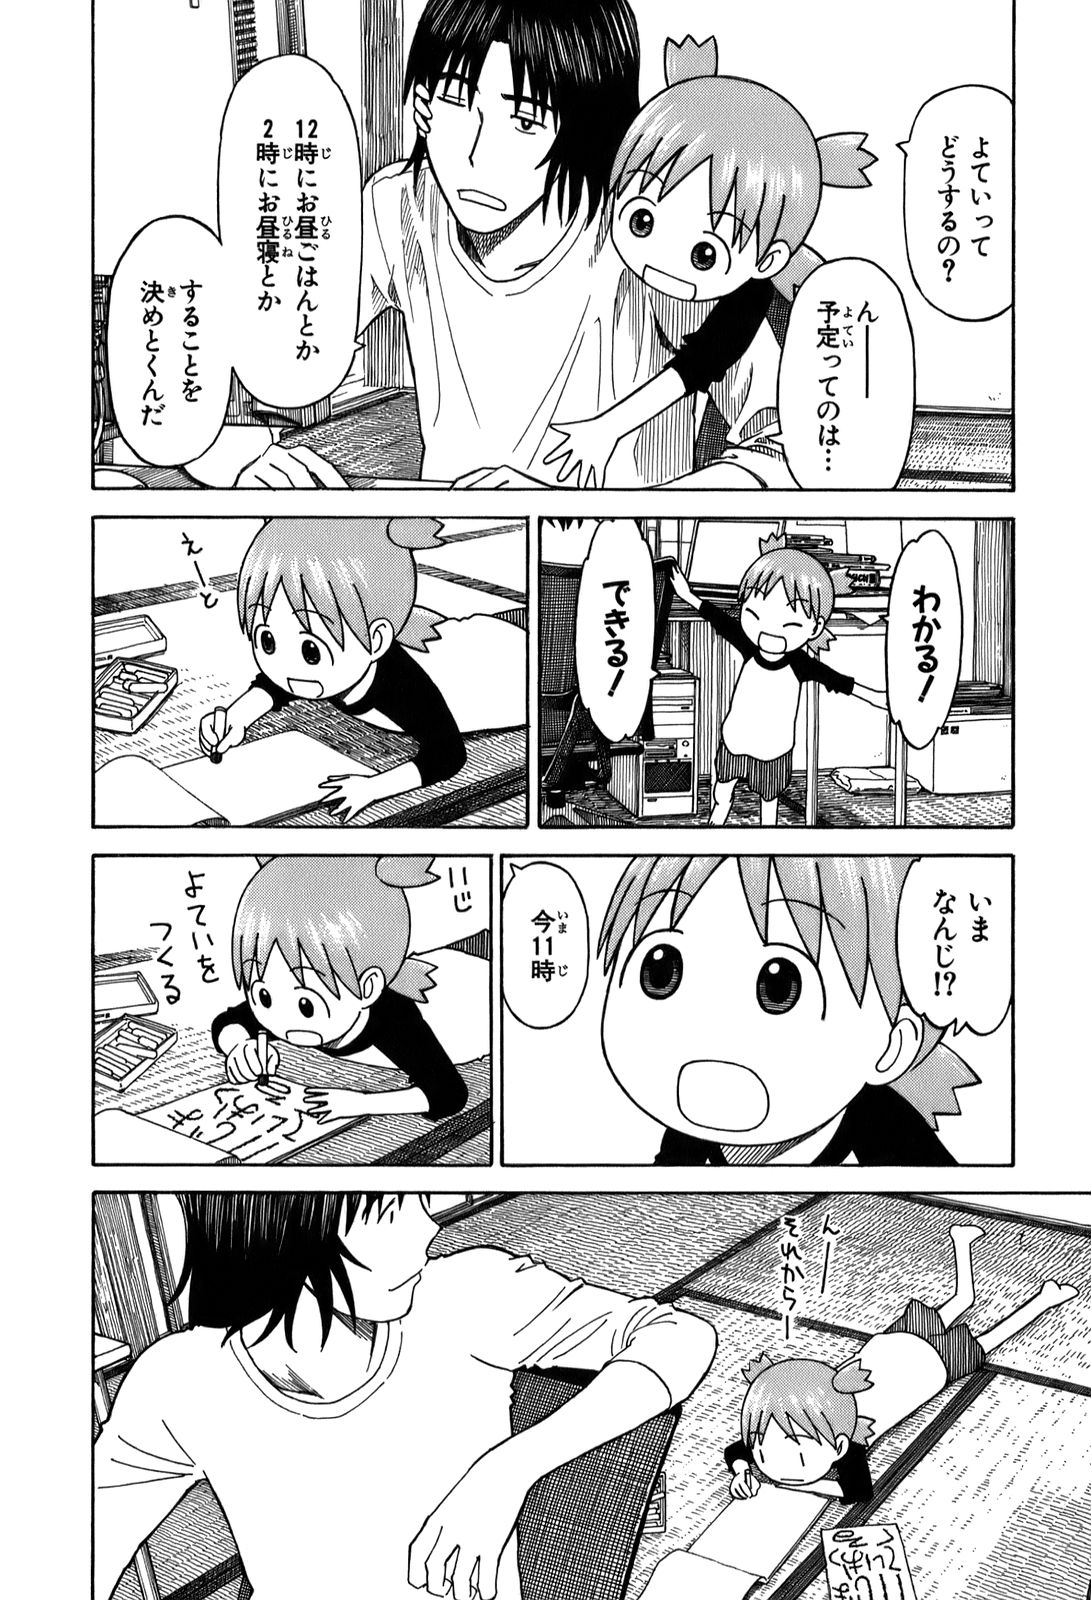 よていって
どうするの？
んー
予定ってのは…
12時にお昼ごはんとか
2時にお昼寝とか
することを
決めとくんだ
わかる！
できる！
えーと
いま
なんじ!?
今11時
11じ
よていを
つくる
んー
それからー